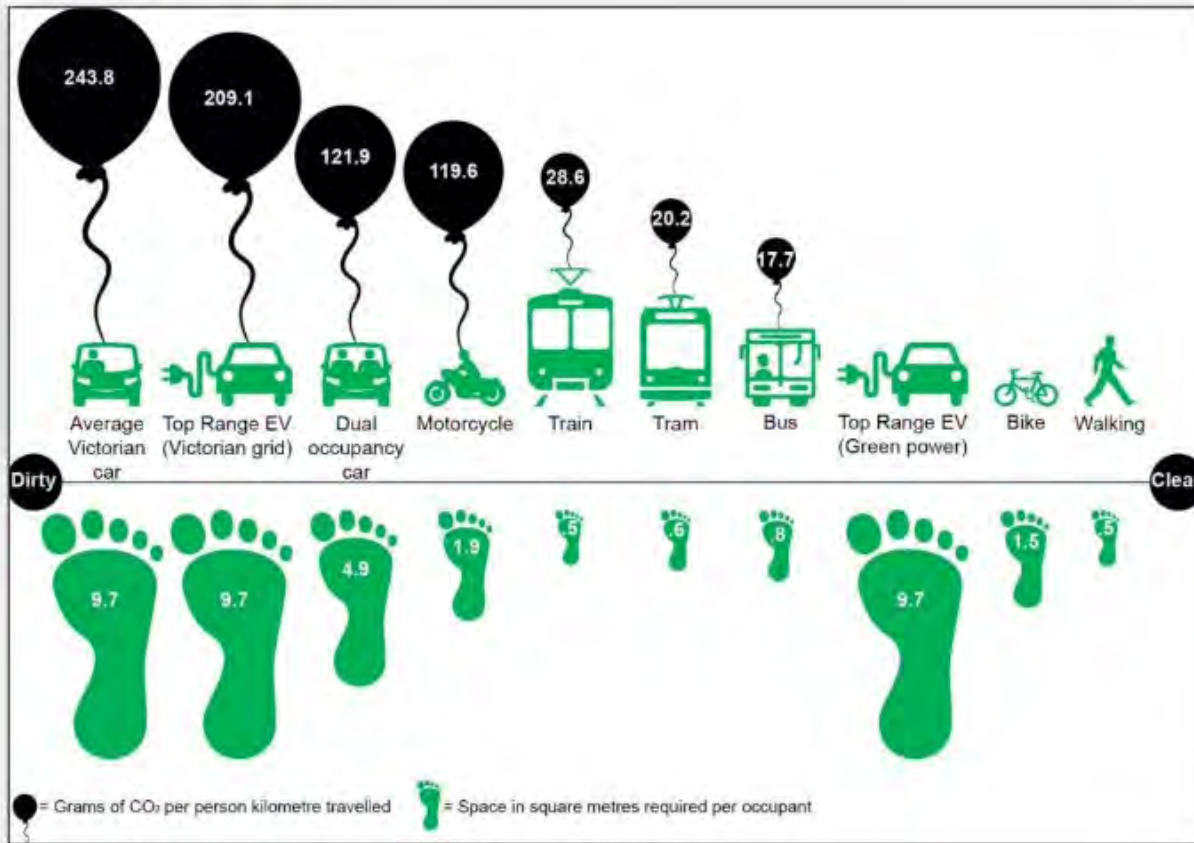 243.8
209.1
121.9
119.6
28.6
20.2
17.7
Average
Victorian
car
Top Range EV
(Victorian grid)
Dual
occupancy
car
Motorcycle
Train
Tram
Bus
Top Range EV
(Green power)
Bike
Walking
Dirty
Clea
9.7
9.7
4.9
1.9
.5
.6
.8
9.7
1.5
.5
= Grams of CO₂ per person kilometre travelled
= Space in square metres required per occupant